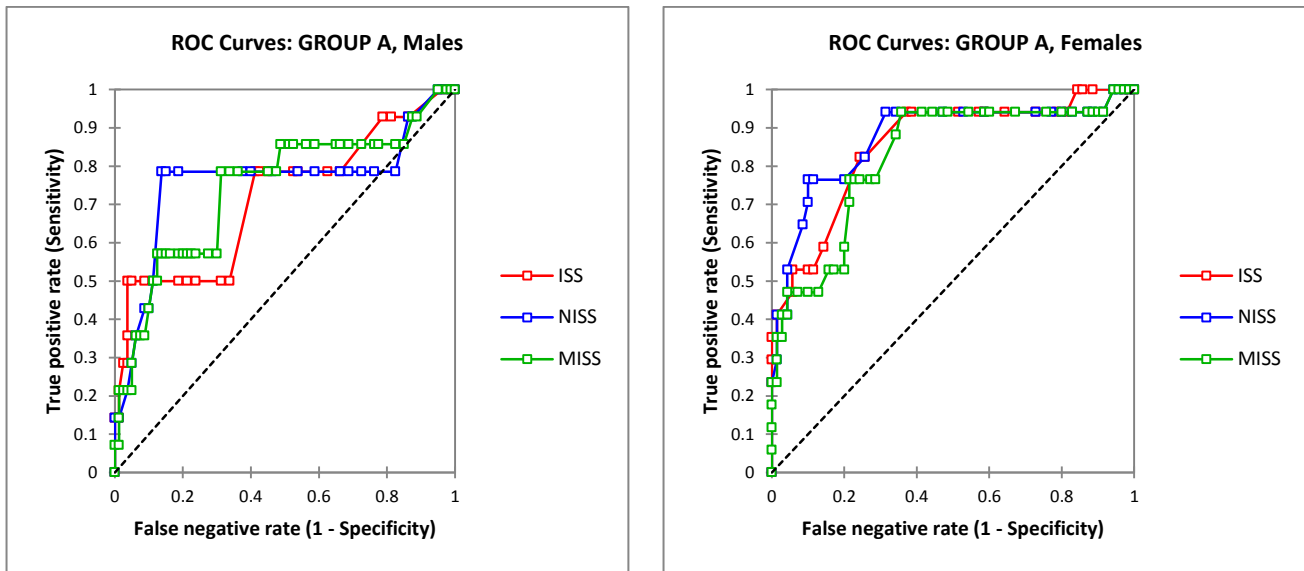 ROC Curves: GROUP A, Males
True positive rate (Sensitivity)
1
0.9
0.8
0.7
0.6
0.5
0.4
0.3
0.2
0.1
0
0 0.2 0.4 0.6 0.8 1
False negative rate (1 - Specificity)
ISS
NISS
MISS
ROC Curves: GROUP A, Females
True positive rate (Sensitivity)
1
0.9
0.8
0.7
0.6
0.5
0.4
0.3
0.2
0.1
0
0 0.2 0.4 0.6 0.8 1
False negative rate (1 - Specificity)
ISS
NISS
MISS